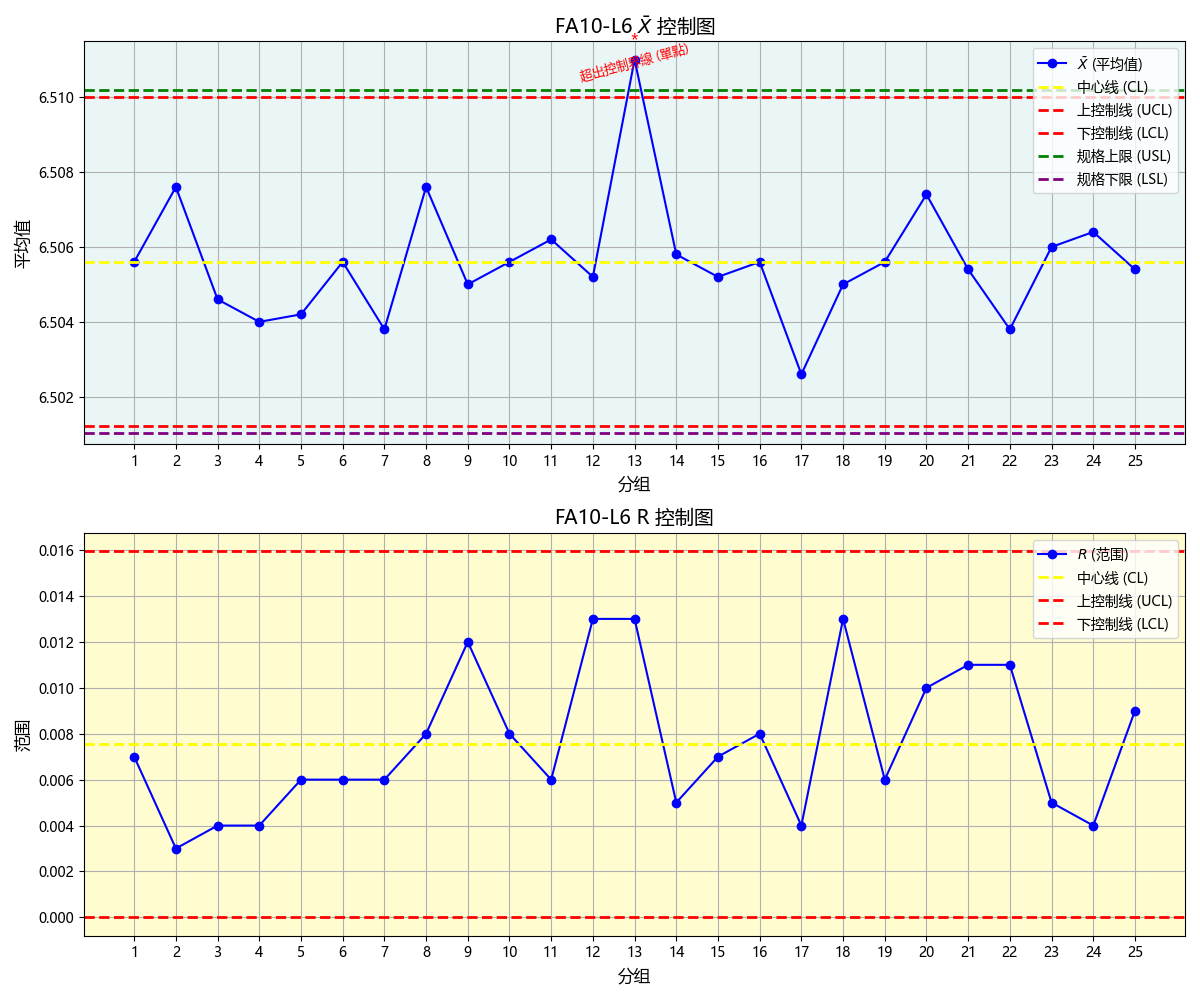 FA10-L6 X̄ 控制图
*
超出控制界線 (單點)
X̄ (平均值)
中心线 (CL)
上控制线 (UCL)
下控制线 (LCL)
规格上限 (USL)
规格下限 (LSL)
平均值
6.510
6.508
6.506
6.504
6.502
1 2 3 4 5 6 7 8 9 10 11 12 13 14 15 16 17 18 19 20 21 22 23 24 25
分组
FA10-L6 R 控制图
R (范围)
中心线 (CL)
上控制线 (UCL)
下控制线 (LCL)
范围
0.016
0.014
0.012
0.010
0.008
0.006
0.004
0.002
0.000
1 2 3 4 5 6 7 8 9 10 11 12 13 14 15 16 17 18 19 20 21 22 23 24 25
分组